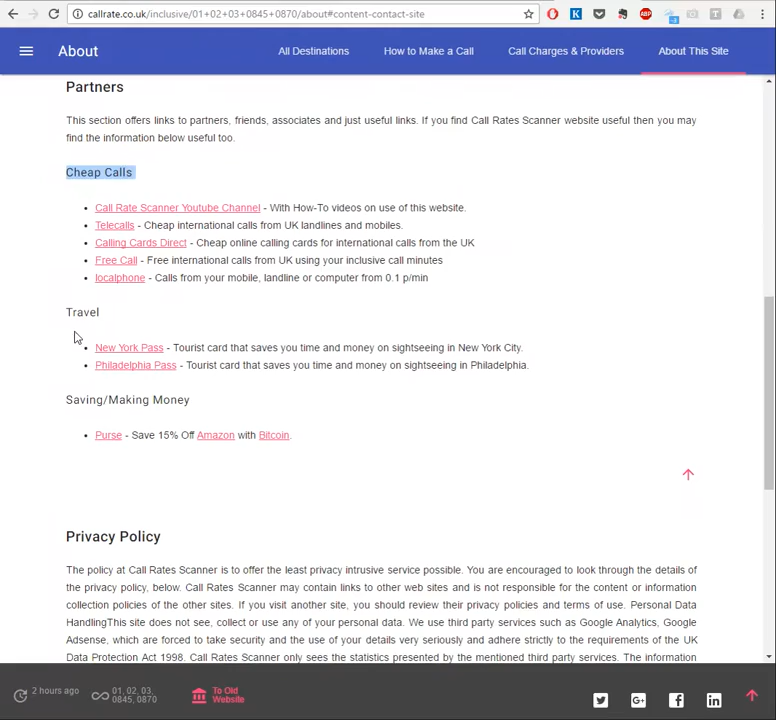 callrate.co.uk/inclusive/01+02+03+0845+0870/about#content-contact-site
About
All Destinations
How to Make a Call
Call Charges & Providers
About This Site
Partners
This section offers links to partners, friends, associates and just useful links. If you find Call Rates Scanner website useful then you may
find the information below useful too.
Cheap Calls
• Call Rate Scanner Youtube Channel - With How-To videos on use of this website.
• Telecalls - Cheap international calls from UK landlines and mobiles.
• Calling Cards Direct - Cheap online calling cards for international calls from the UK
• Free Call - Free international calls from UK using your inclusive call minutes
• localphone - Calls from your mobile, landline or computer from 0.1 p/min
Travel
• New York Pass - Tourist card that saves you time and money on sightseeing in New York City.
• Philadelphia Pass - Tourist card that saves you time and money on sightseeing in Philadelphia.
Saving/Making Money
• Purse - Save 15% Off Amazon with Bitcoin.
Privacy Policy
The policy at Call Rates Scanner is to offer the least privacy intrusive service possible. You are encouraged to look through the details of
the privacy policy, below. Call Rates Scanner may contain links to other web sites and is not responsible for the content or information
collection policies of the other sites. If you visit another site, you should review their privacy policies and terms of use. Personal Data
HandlingThis site does not see, collect or use any of your personal data. We use third party services such as Google Analytics, Google
Adsense, which are forced to take security and the use of your details very seriously and adhere strictly to the requirements of the UK
Data Protection Act 1998. Call Rates Scanner only sees the statistics presented by the mentioned third party services. The information
2 hours ago
01, 02, 03,
0845, 0870
To Old
Website